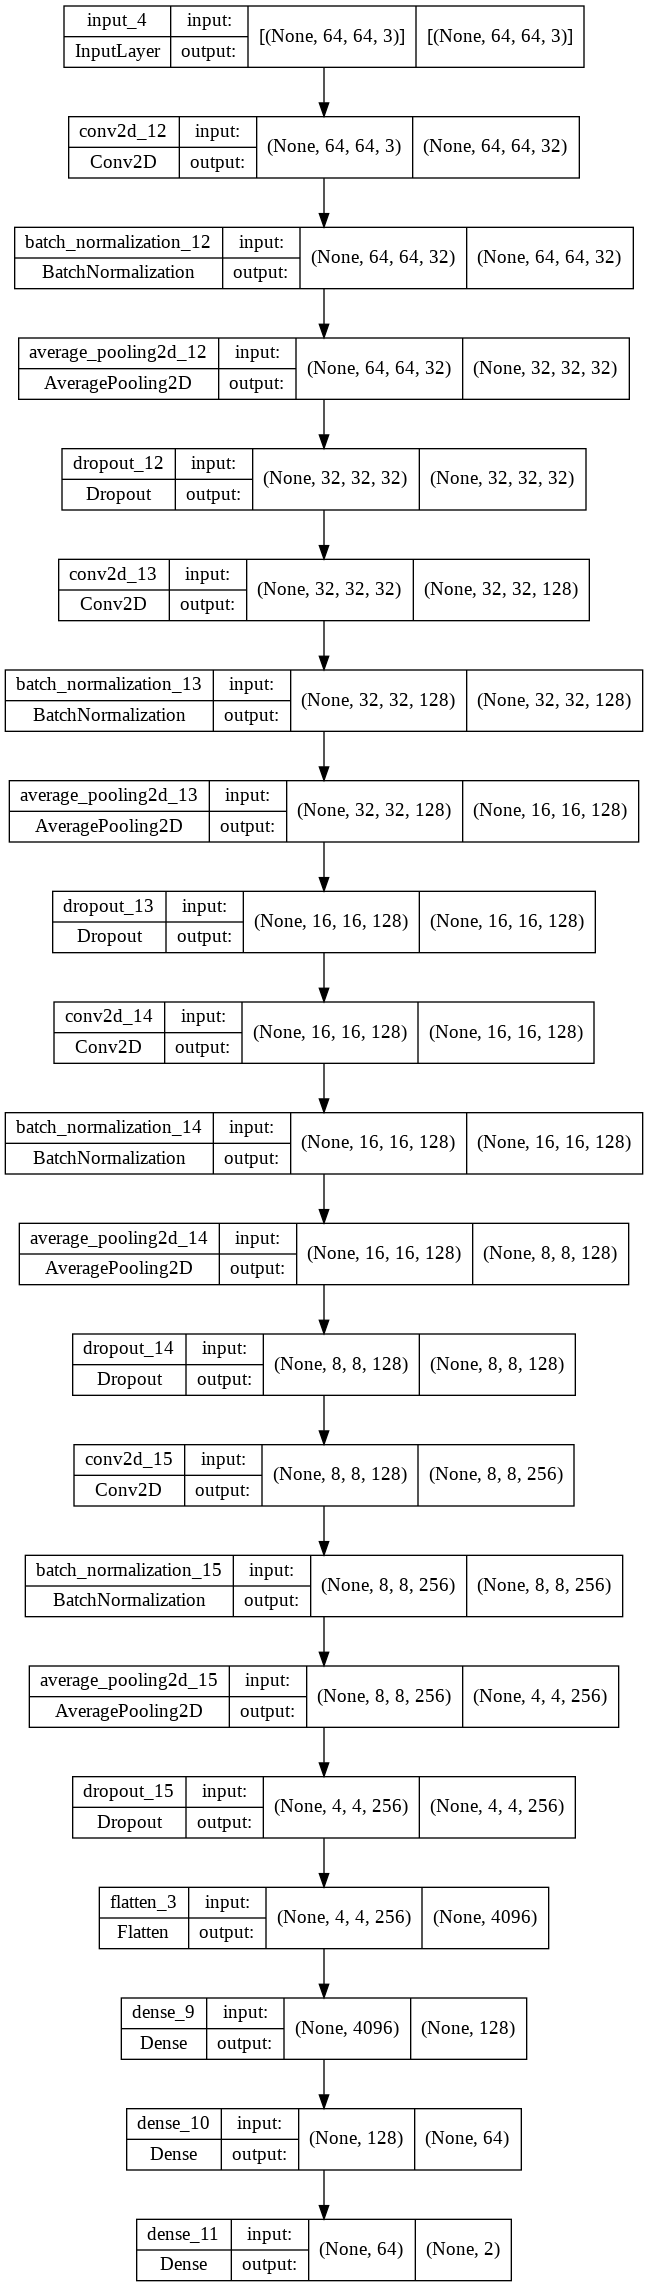 input_4 input: [(None, 64, 64, 3)] [(None, 64, 64, 3)]
InputLayer output:
conv2d_12 input: (None, 64, 64, 3) (None, 64, 64, 32)
Conv2D output:
batch_normalization_12 input: (None, 64, 64, 32) (None, 64, 64, 32)
BatchNormalization output:
average_pooling2d_12 input: (None, 64, 64, 32) (None, 32, 32, 32)
AveragePooling2D output:
dropout_12 input: (None, 32, 32, 32) (None, 32, 32, 32)
Dropout output:
conv2d_13 input: (None, 32, 32, 32) (None, 32, 32, 128)
Conv2D output:
batch_normalization_13 input: (None, 32, 32, 128) (None, 32, 32, 128)
BatchNormalization output:
average_pooling2d_13 input: (None, 32, 32, 128) (None, 16, 16, 128)
AveragePooling2D output:
dropout_13 input: (None, 16, 16, 128) (None, 16, 16, 128)
Dropout output:
conv2d_14 input: (None, 16, 16, 128) (None, 16, 16, 128)
Conv2D output:
batch_normalization_14 input: (None, 16, 16, 128) (None, 16, 16, 128)
BatchNormalization output:
average_pooling2d_14 input: (None, 16, 16, 128) (None, 8, 8, 128)
AveragePooling2D output:
dropout_14 input: (None, 8, 8, 128) (None, 8, 8, 128)
Dropout output:
conv2d_15 input: (None, 8, 8, 128) (None, 8, 8, 256)
Conv2D output:
batch_normalization_15 input: (None, 8, 8, 256) (None, 8, 8, 256)
BatchNormalization output:
average_pooling2d_15 input: (None, 8, 8, 256) (None, 4, 4, 256)
AveragePooling2D output:
dropout_15 input: (None, 4, 4, 256) (None, 4, 4, 256)
Dropout output:
flatten_3 input: (None, 4, 4, 256) (None, 4096)
Flatten output:
dense_9 input: (None, 4096) (None, 128)
Dense output:
dense_10 input: (None, 128) (None, 64)
Dense output:
dense_11 input: (None, 64) (None, 2)
Dense output: